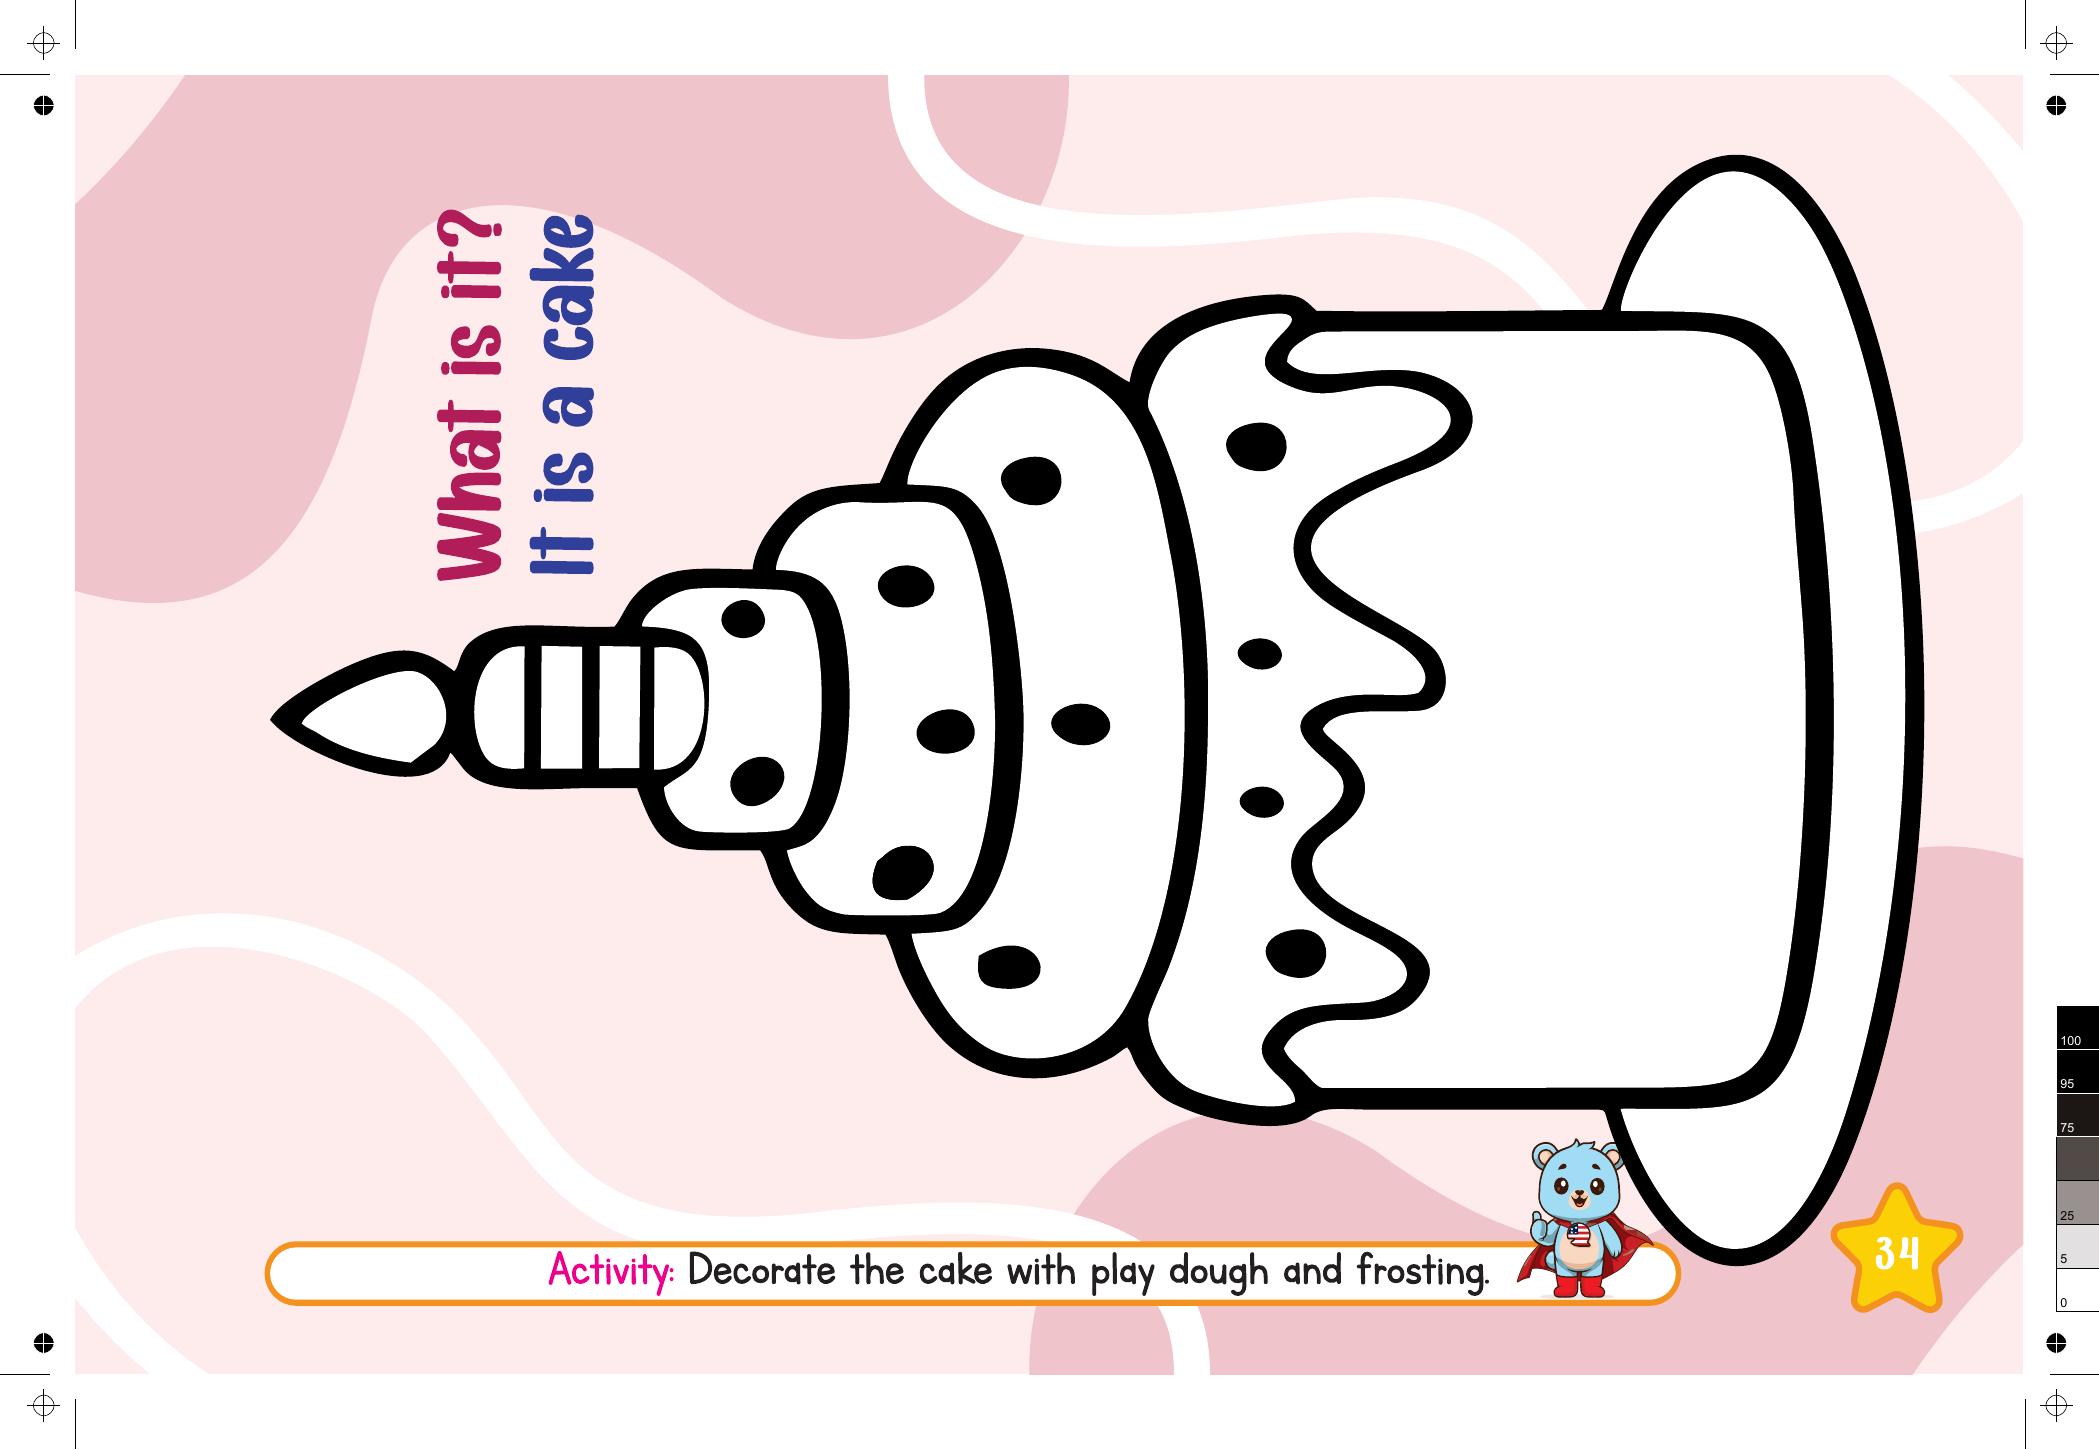 What is it?
It is a cake
Activity: Decorate the cake with play dough and frosting.
34
100
95
75
25
5
0